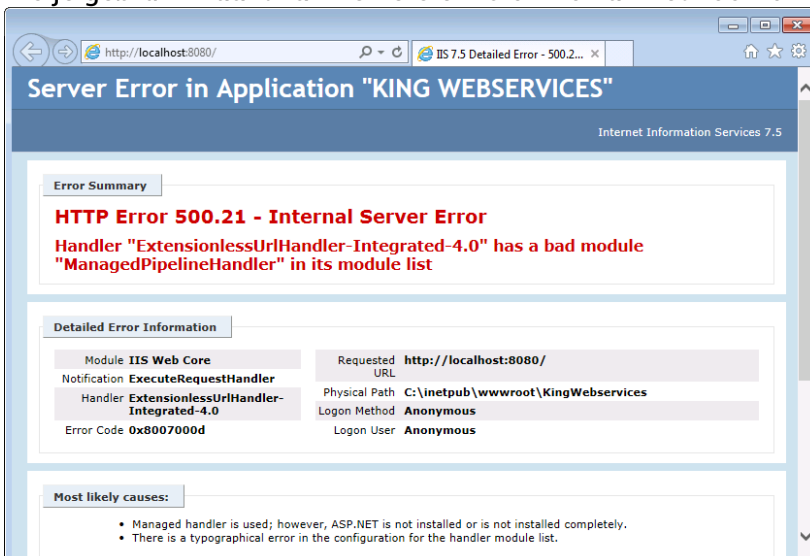 http://localhost:8080/
IIS 7.5 Detailed Error - 500.2...
Server Error in Application "KING WEBSERVICES"
Internet Information Services 7.5
Error Summary
HTTP Error 500.21 - Internal Server Error
Handler "ExtensionlessUrlHandler-Integrated-4.0" has a bad module
"ManagedPipelineHandler" in its module list
Detailed Error Information
Module IIS Web Core
Notification ExecuteRequestHandler
Handler ExtensionlessUrlHandler-
Integrated-4.0
Error Code 0x8007000d
Requested http://localhost:8080/
URL
Physical Path C:\inetpub\wwwroot\KingWebservices
Logon Method Anonymous
Logon User Anonymous
Most likely causes:
• Managed handler is used; however, ASP.NET is not installed or is not installed completely.
• There is a typographical error in the configuration for the handler module list.